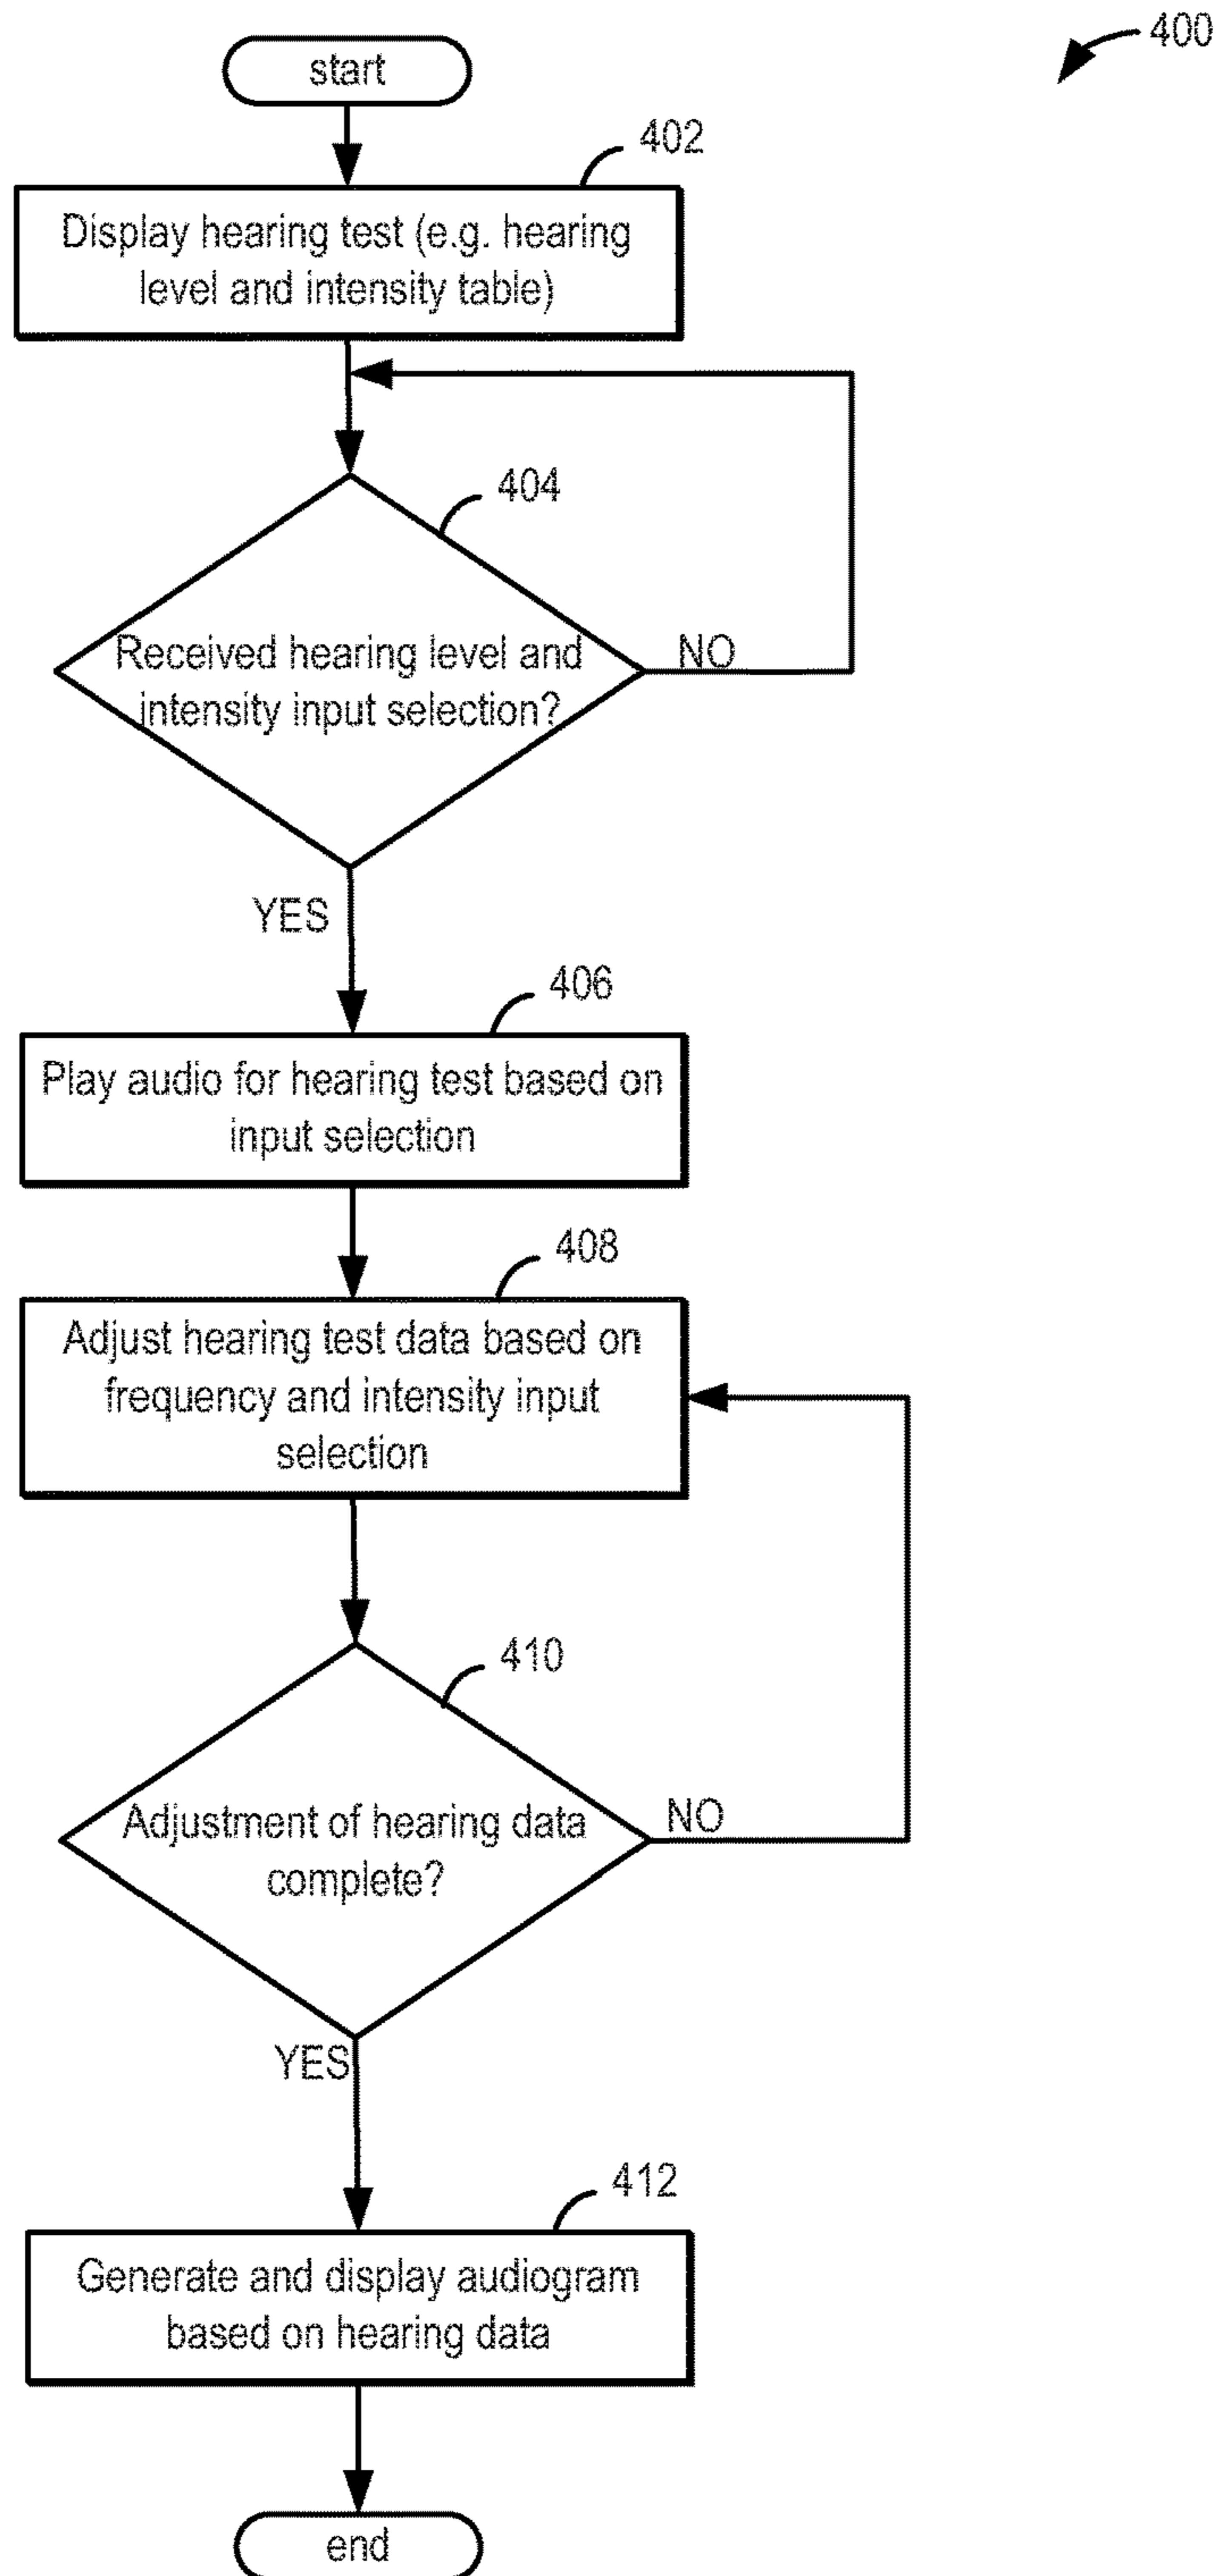 400
start
402
Display hearing test (e.g. hearing
level and intensity table)
404
Received hearing level and
intensity input selection?
NO
YES
406
Play audio for hearing test based on
input selection
408
Adjust hearing test data based on
frequency and intensity input
selection
410
Adjustment of hearing data
complete?
NO
YES
412
Generate and display audiogram
based on hearing data
end